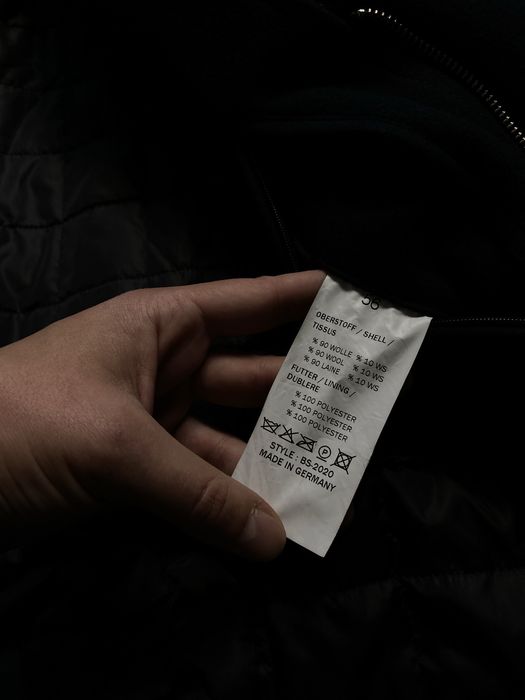 56
OBERSTOFF / SHELL /
TISSUS
% 90 WOLLE % 10 WS
% 90 WOOL % 10 WS
% 90 LAINE % 10 WS
FUTTER / LINING /
DUBLERE
% 100 POLYESTER
% 100 POLYESTER
% 100 POLYESTER
P
STYLE : BS-2020
MADE IN GERMANY